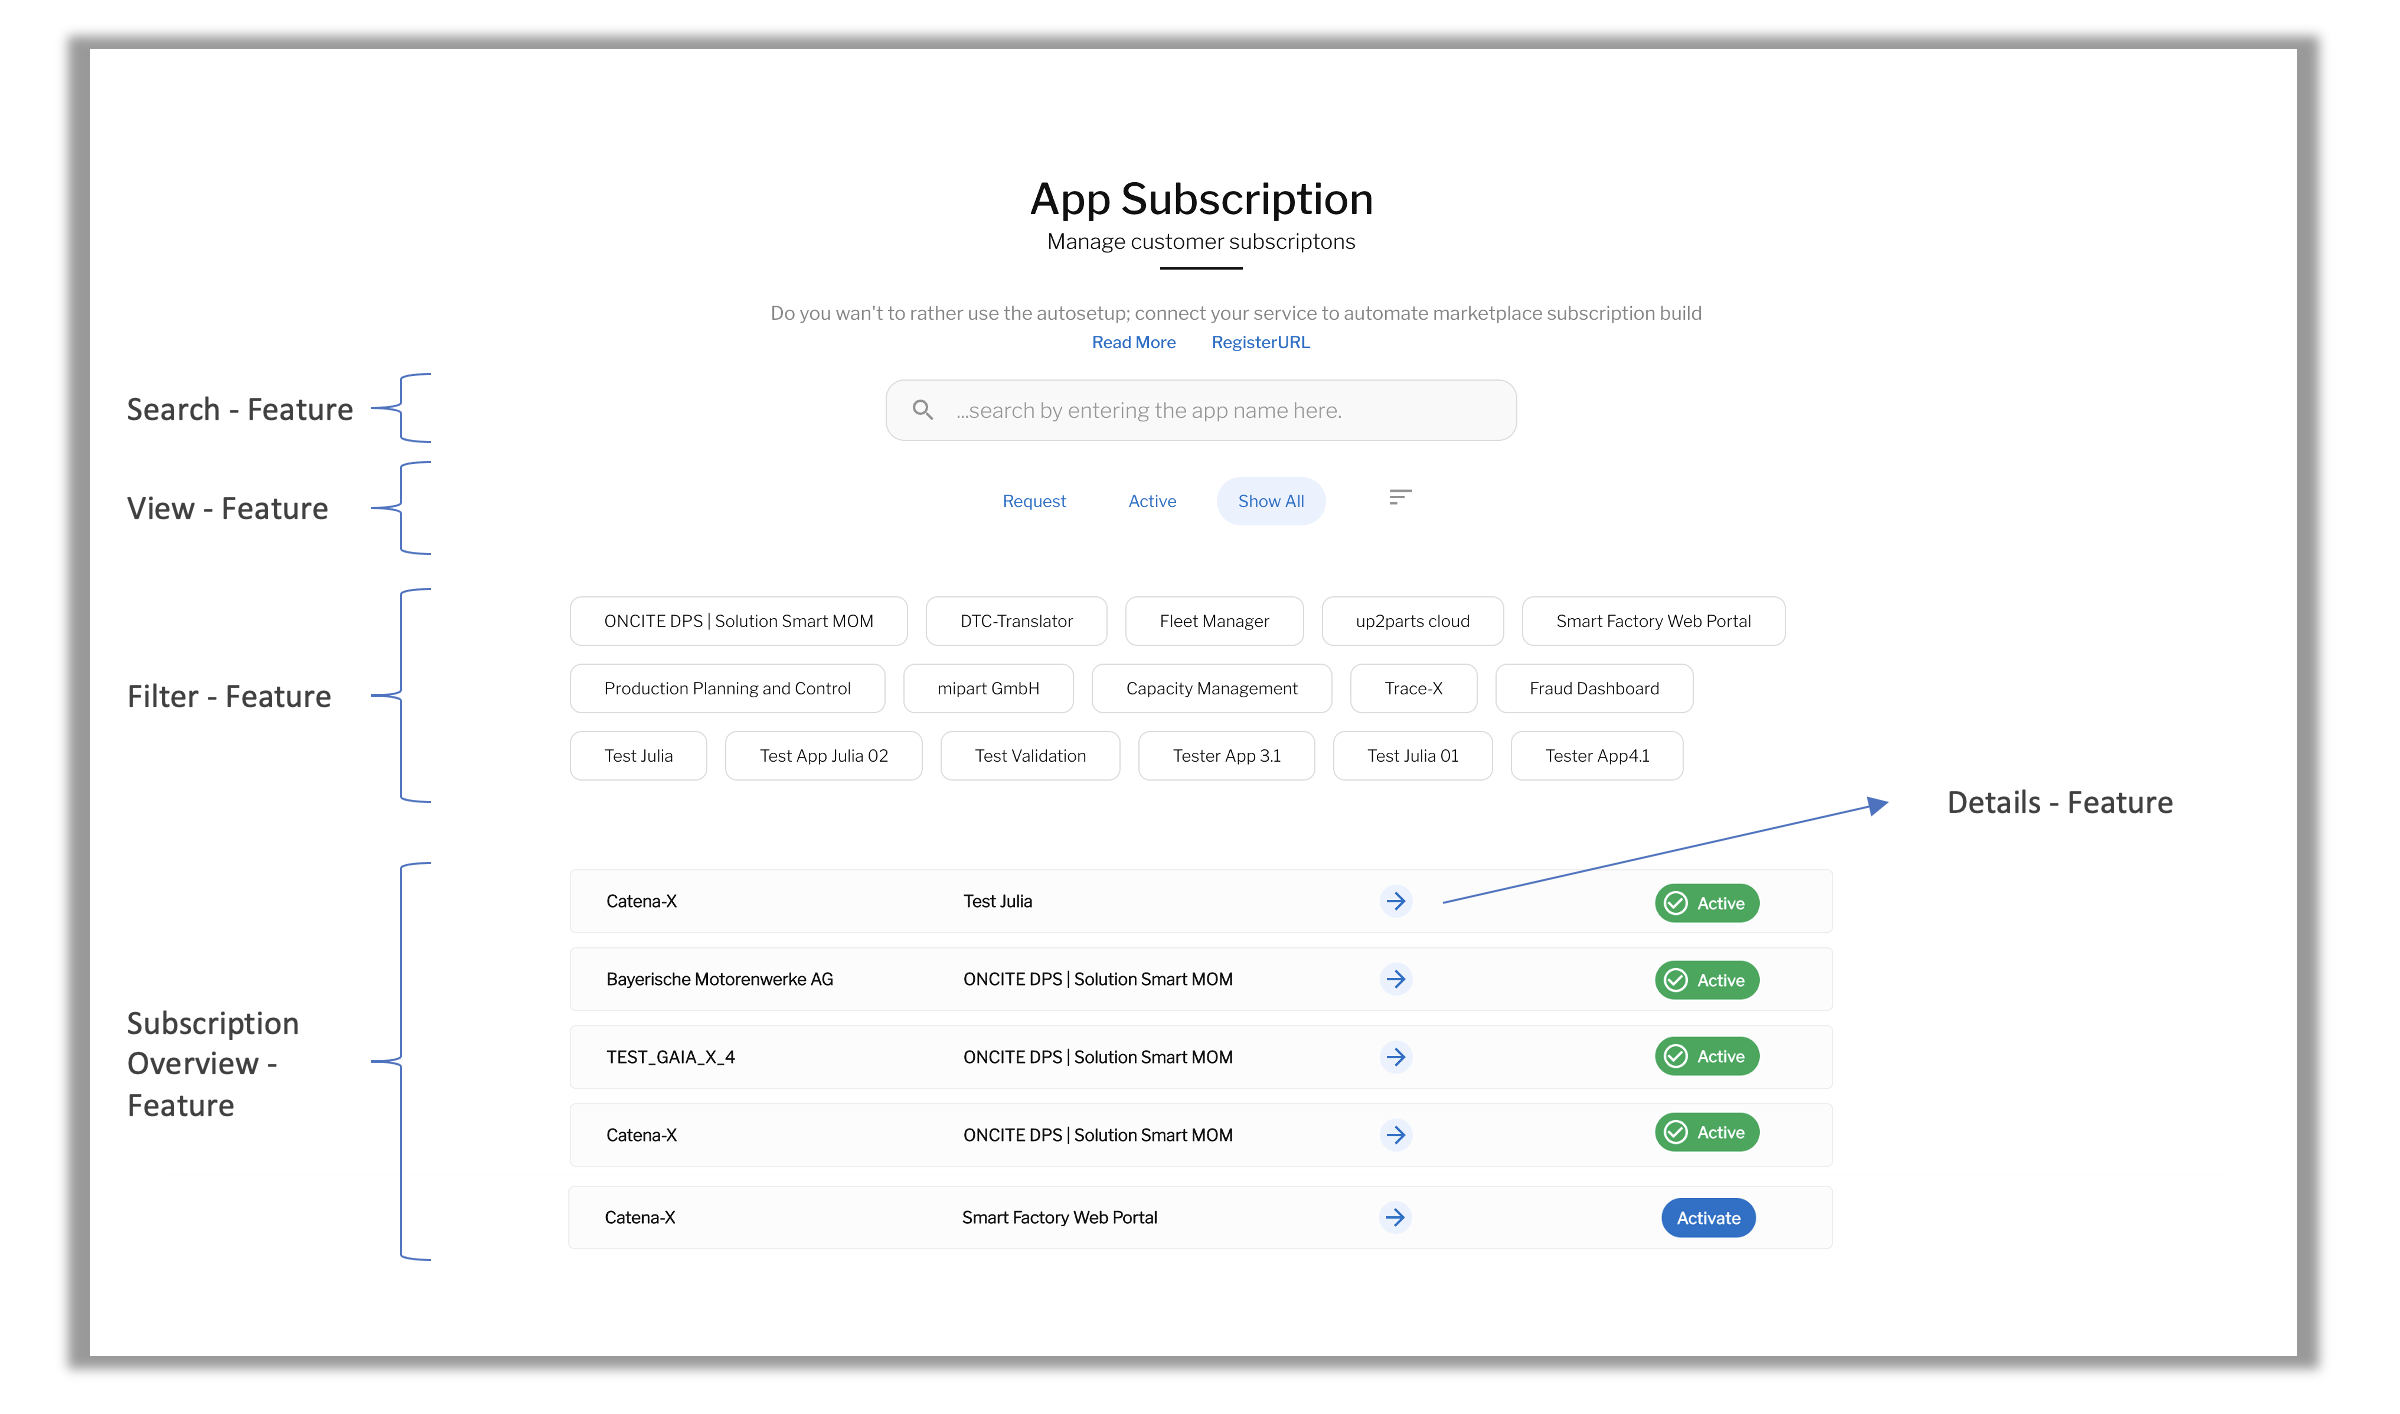 App Subscription
Manage customer subscriptons
Do you wan't to rather use the autosetup; connect your service to automate marketplace subscription build
Read More RegisterURL
Search - Feature
...search by entering the app name here.
View - Feature
Request Active Show All
Filter - Feature
ONCITE DPS | Solution Smart MOM DTC-Translator Fleet Manager up2parts cloud Smart Factory Web Portal
Production Planning and Control mipart GmbH Capacity Management Trace-X Fraud Dashboard
Test Julia Test App Julia 02 Test Validation Tester App 3.1 Test Julia 01 Tester App4.1
Details - Feature
Subscription
Overview -
Feature
Catena-X Test Julia Active
Bayerische Motorenwerke AG ONCITE DPS | Solution Smart MOM Active
TEST_GAIA_X_4 ONCITE DPS | Solution Smart MOM Active
Catena-X ONCITE DPS | Solution Smart MOM Active
Catena-X Smart Factory Web Portal Activate